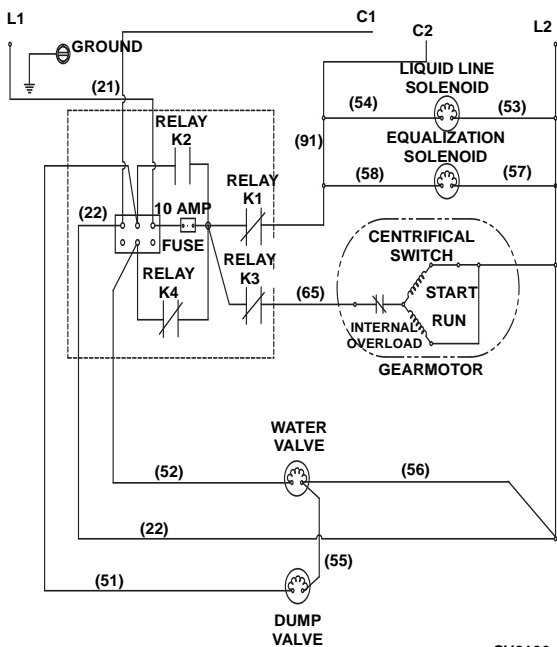 L1
C1
C2
L2
GROUND
(21)
LIQUID LINE
SOLENOID
(54)
(53)
RELAY
K2
(91)
EQUALIZATION
SOLENOID
(58)
(57)
RELAY
K1
(22)
10 AMP
FUSE
CENTRIFICAL
SWITCH
RELAY
K4
RELAY
K3
(65)
START
RUN
INTERNAL
OVERLOAD
GEARMOTOR
WATER
VALVE
(52)
(56)
(22)
(55)
(51)
DUMP
VALVE